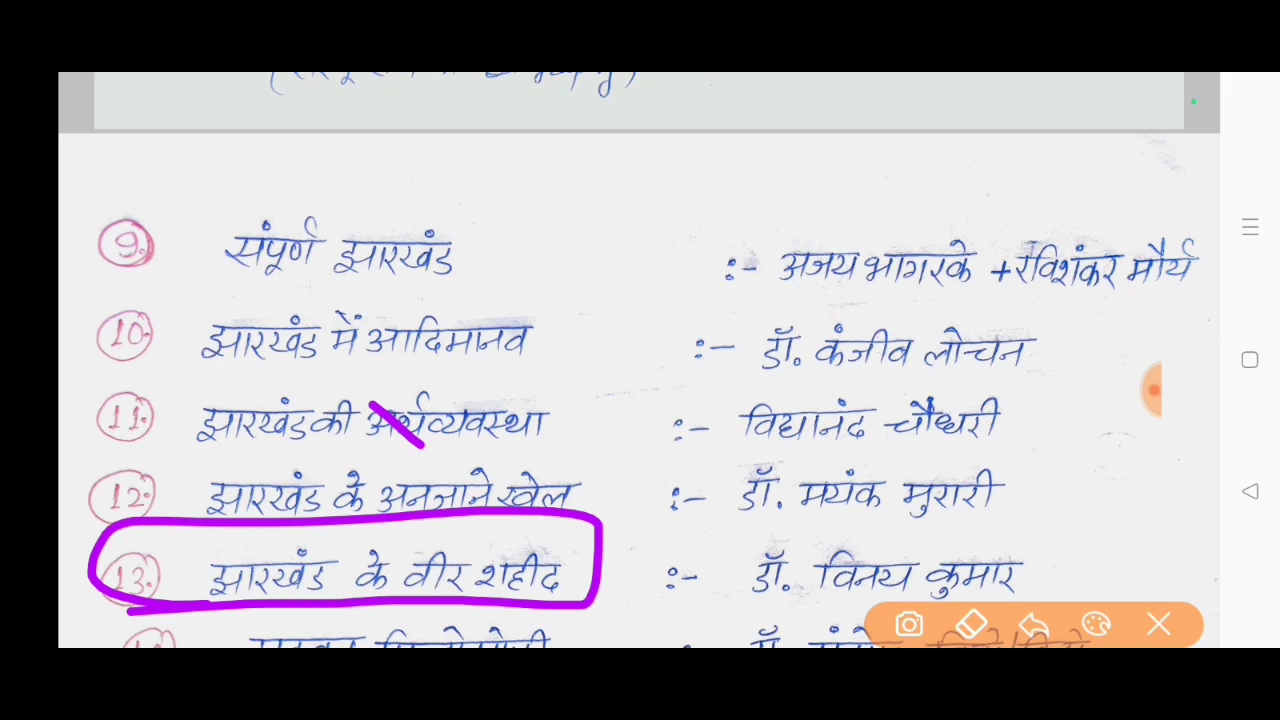 9. संपूर्ण झारखंड :- अजय भागरके + रविशंकर मौर्य
10. झारखंड में आदिमानव :- डॉ. कंजीव लोचन
11. झारखंड की अर्थव्यवस्था :- विद्यानंद चौधरी
12. झारखंड के अनजाने खेल :- डॉ. मयंक मुरारी
13. झारखंड के वीर शहीद :- डॉ. विनय कुमार